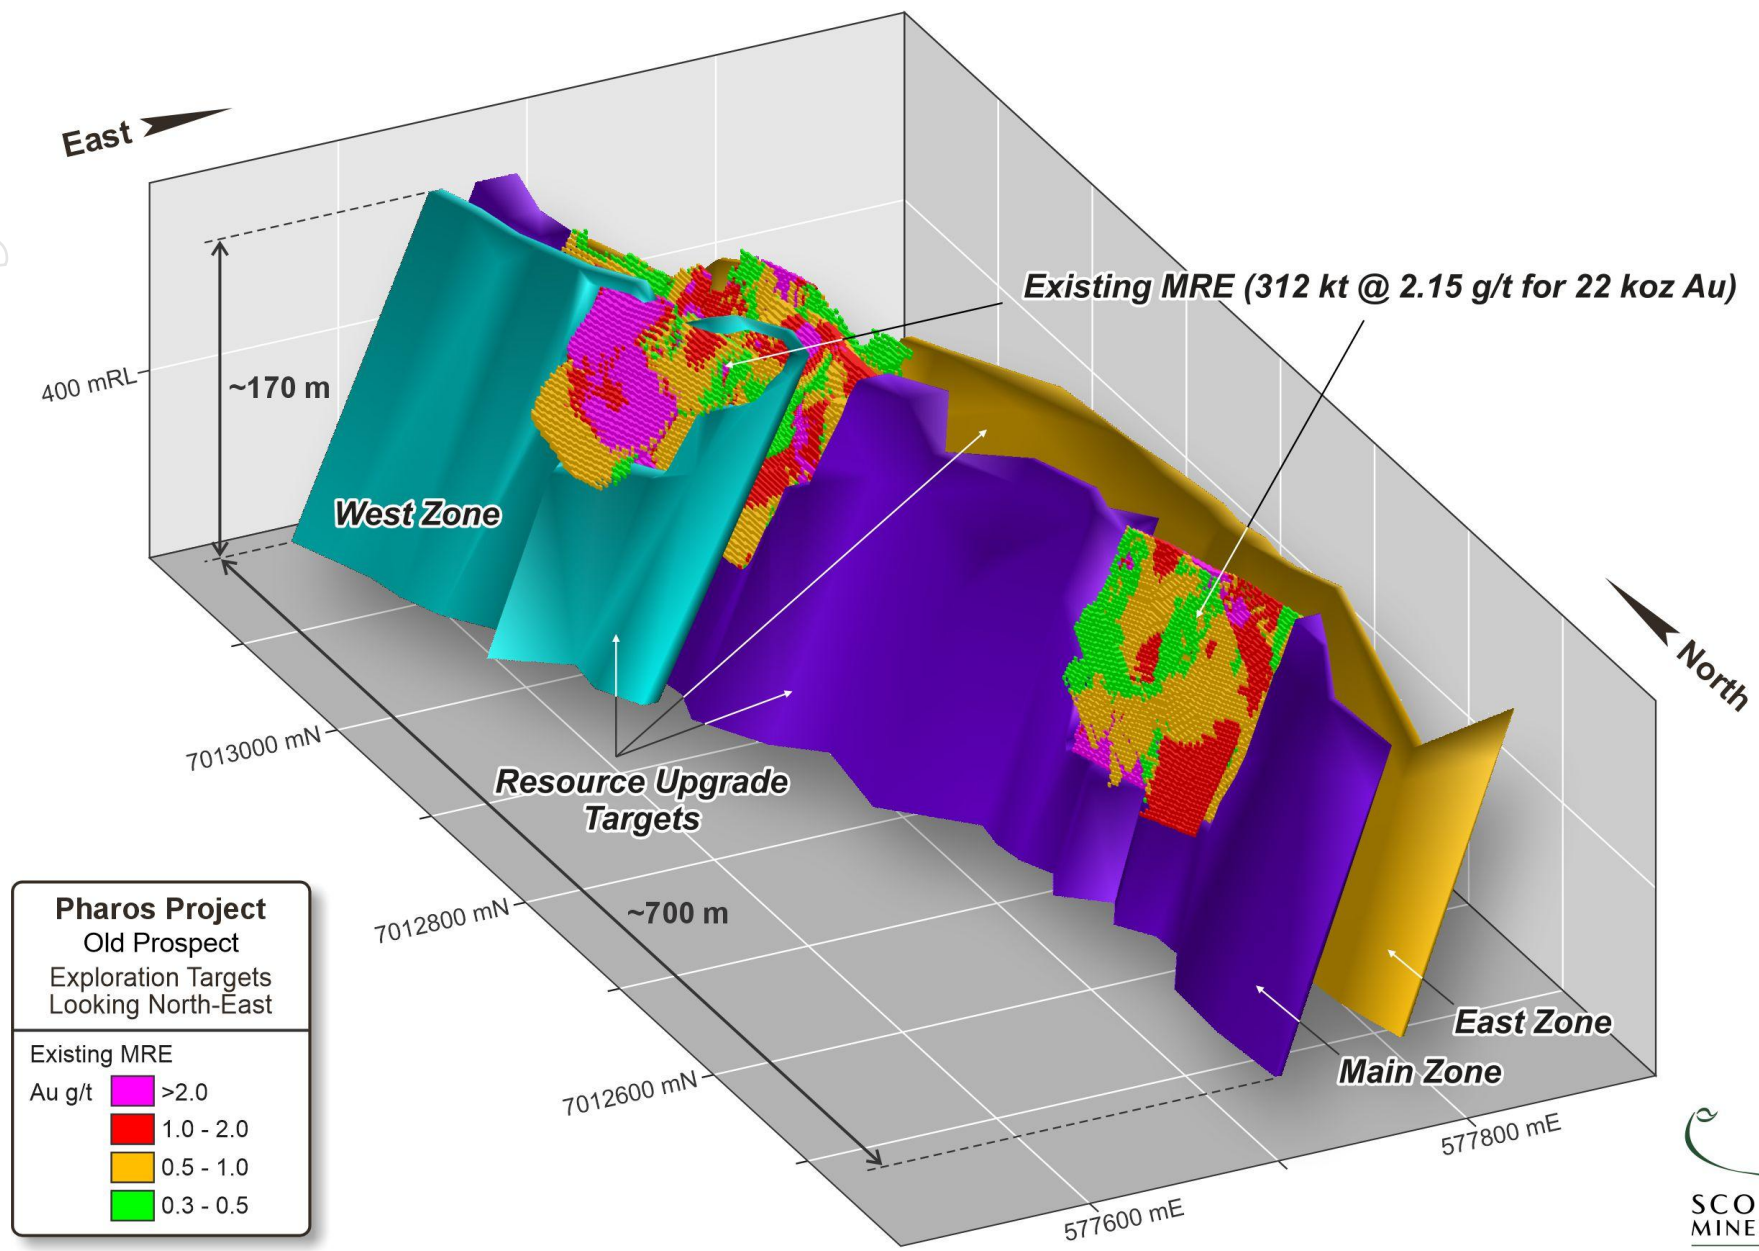 East
Existing MRE (312 kt @ 2.15 g/t for 22 koz Au)
400 mRL
~170 m
West Zone
North
7013000 mN
Resource Upgrade
Targets
7012800 mN
~700 m
East Zone
Main Zone
7012600 mN
577800 mE
577600 mE
Pharos Project
Old Prospect
Exploration Targets
Looking North-East
Existing MRE
Au g/t
>2.0
1.0 - 2.0
0.5 - 1.0
0.3 - 0.5
SCO
MINE